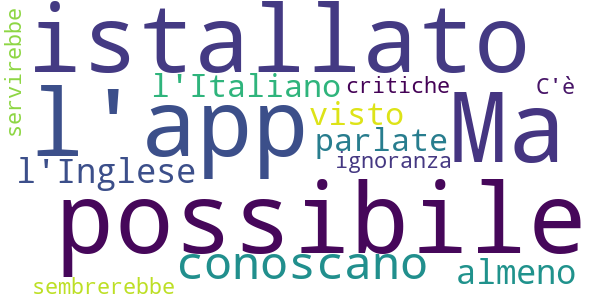 istallato
servirebbe
l'Italiano critiche C'è
l'app visto Ma
parlate
l'Inglese ignoranza
possibile
conoscano almeno
sembrerebbe